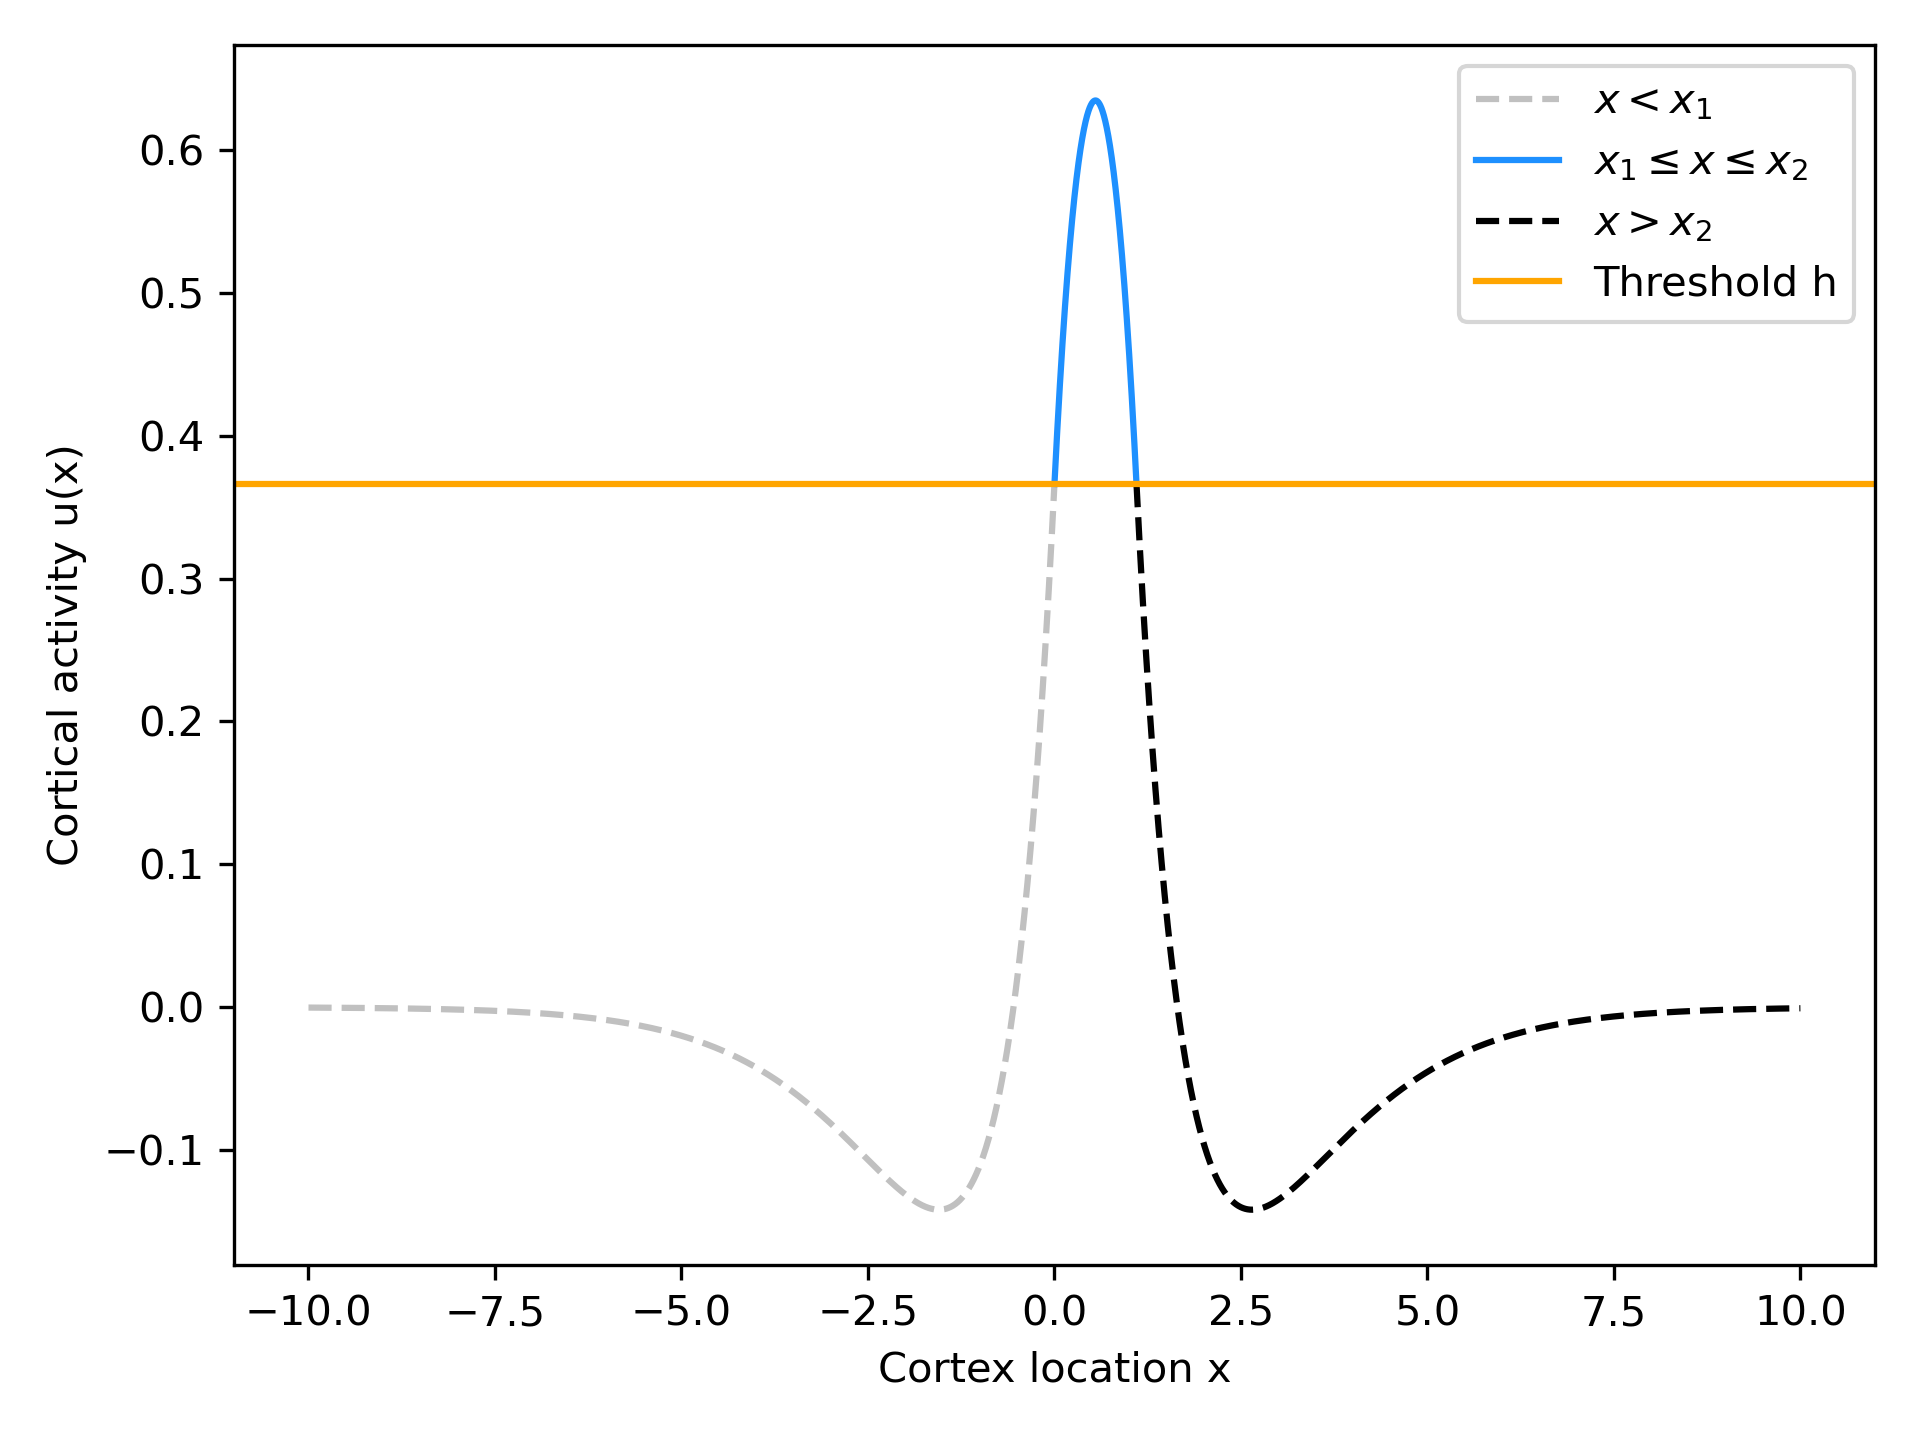 x < x₁
x₁ ≤ x ≤ x₂
x > x₂
Threshold h
0.6
0.5
0.4
0.3
0.2
0.1
0.0
−0.1
Cortical activity u(x)
−10.0 −7.5 −5.0 −2.5 0.0 2.5 5.0 7.5 10.0
Cortex location x